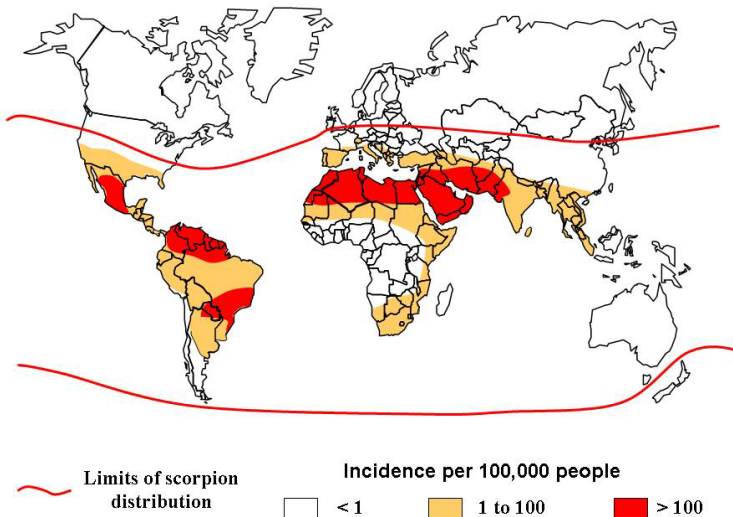 Limits of scorpion
distribution
Incidence per 100,000 people
< 1
1 to 100
> 100